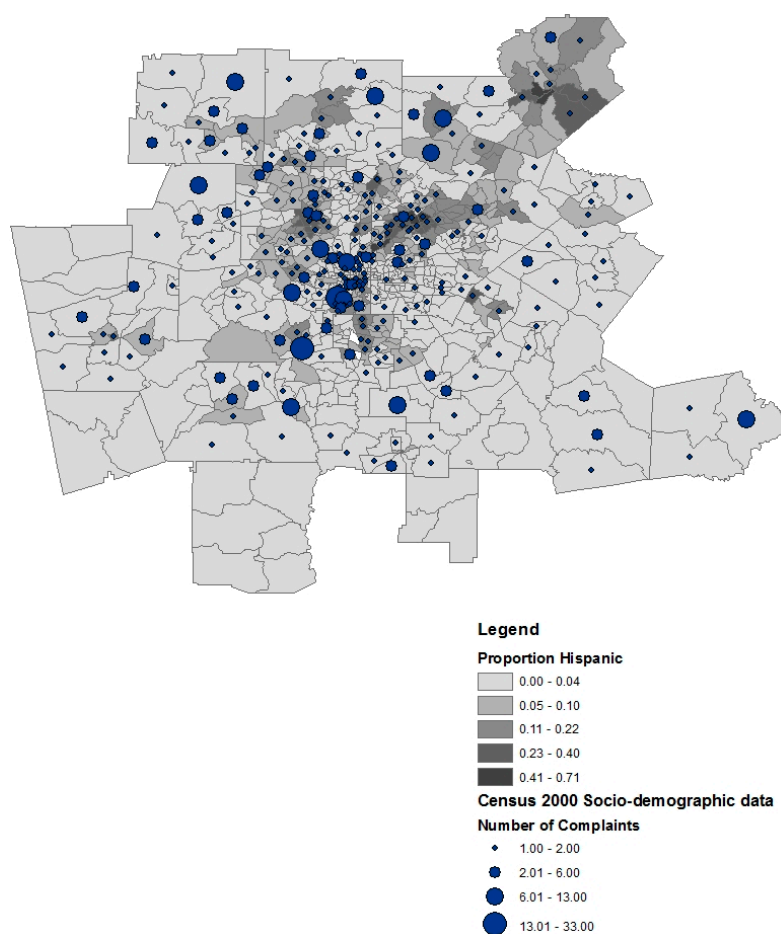 Legend
Proportion Hispanic
0.00 - 0.04
0.05 - 0.10
0.11 - 0.22
0.23 - 0.40
0.41 - 0.71
Census 2000 Socio-demographic data
Number of Complaints
1.00 - 2.00
2.01 - 6.00
6.01 - 13.00
13.01 - 33.00